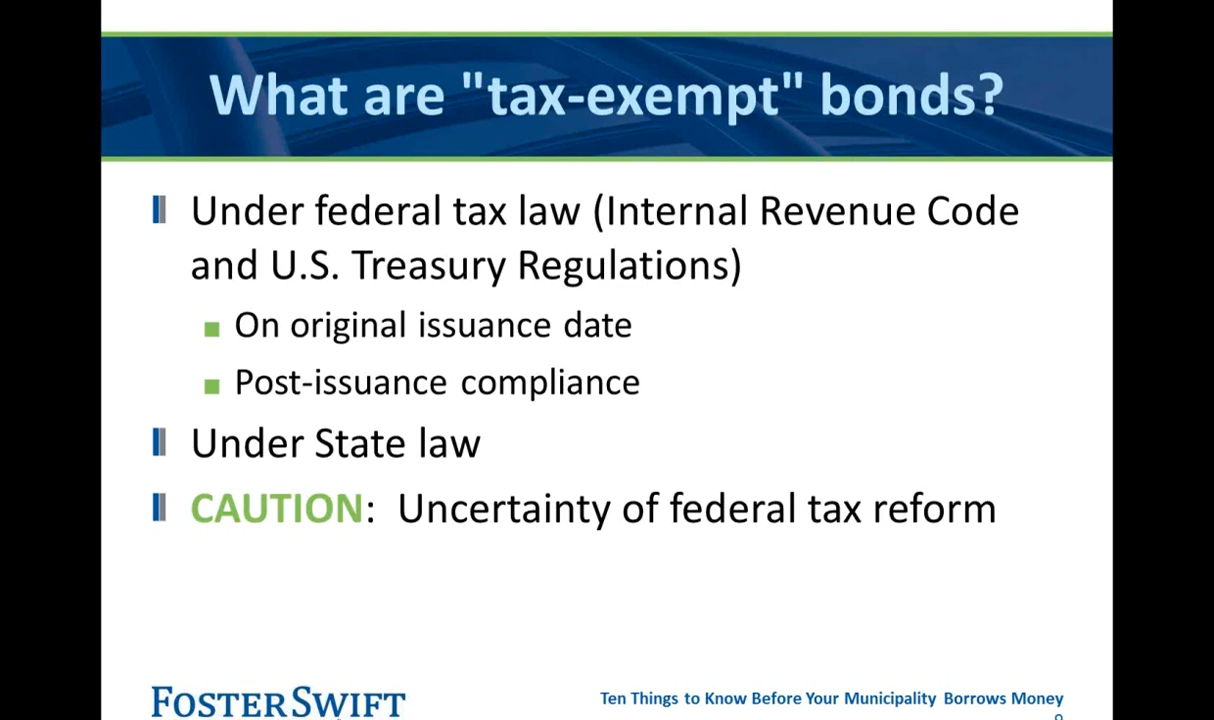 What are "tax-exempt" bonds?
Under federal tax law (Internal Revenue Code
and U.S. Treasury Regulations)
On original issuance date
Post-issuance compliance
Under State law
CAUTION: Uncertainty of federal tax reform
FOSTER SWIFT
Ten Things to Know Before Your Municipality Borrows Money